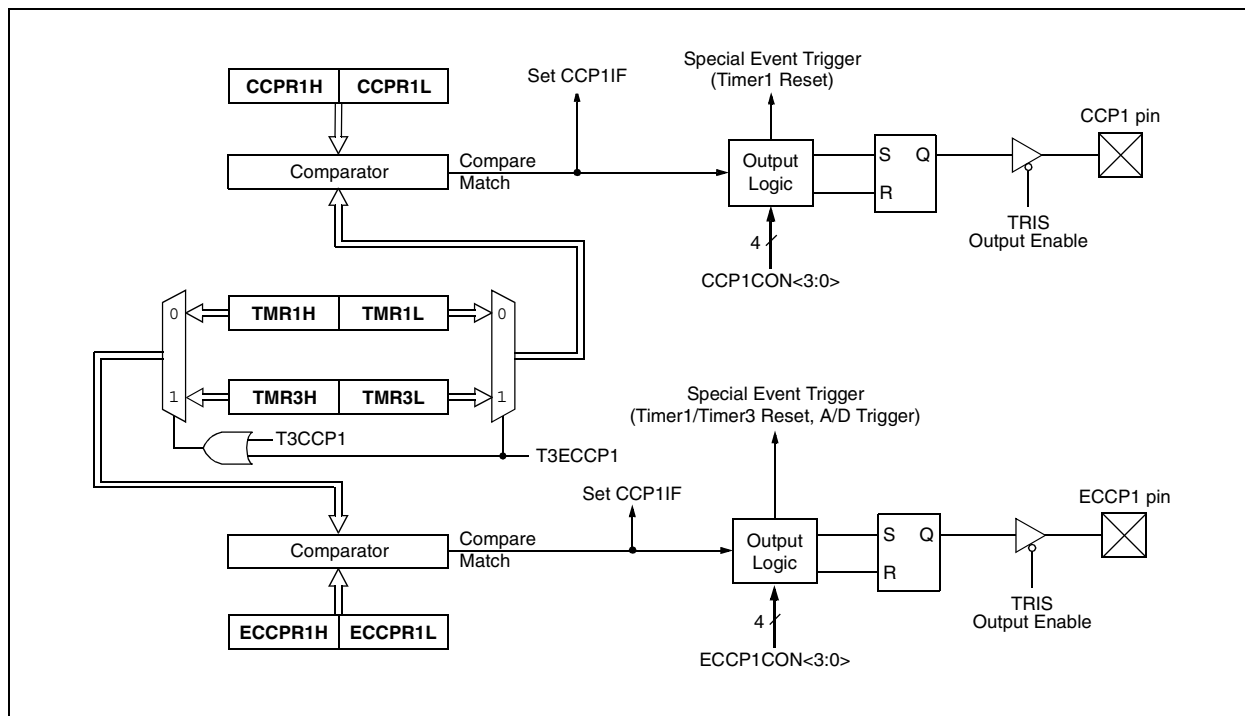 CCPR1H CCPR1L
Comparator
Compare
Match
Set CCP1IF
Special Event Trigger
(Timer1 Reset)
Output
Logic
4
CCP1CON<3:0>
S Q
R
TRIS
Output Enable
CCP1 pin
0
TMR1H TMR1L
0
1
TMR3H TMR3L
1
T3CCP1
T3ECCP1
Comparator
Compare
Match
ECCPR1H ECCPR1L
Set CCP1IF
Special Event Trigger
(Timer1/Timer3 Reset, A/D Trigger)
Output
Logic
4
ECCP1CON<3:0>
S Q
R
TRIS
Output Enable
ECCP1 pin